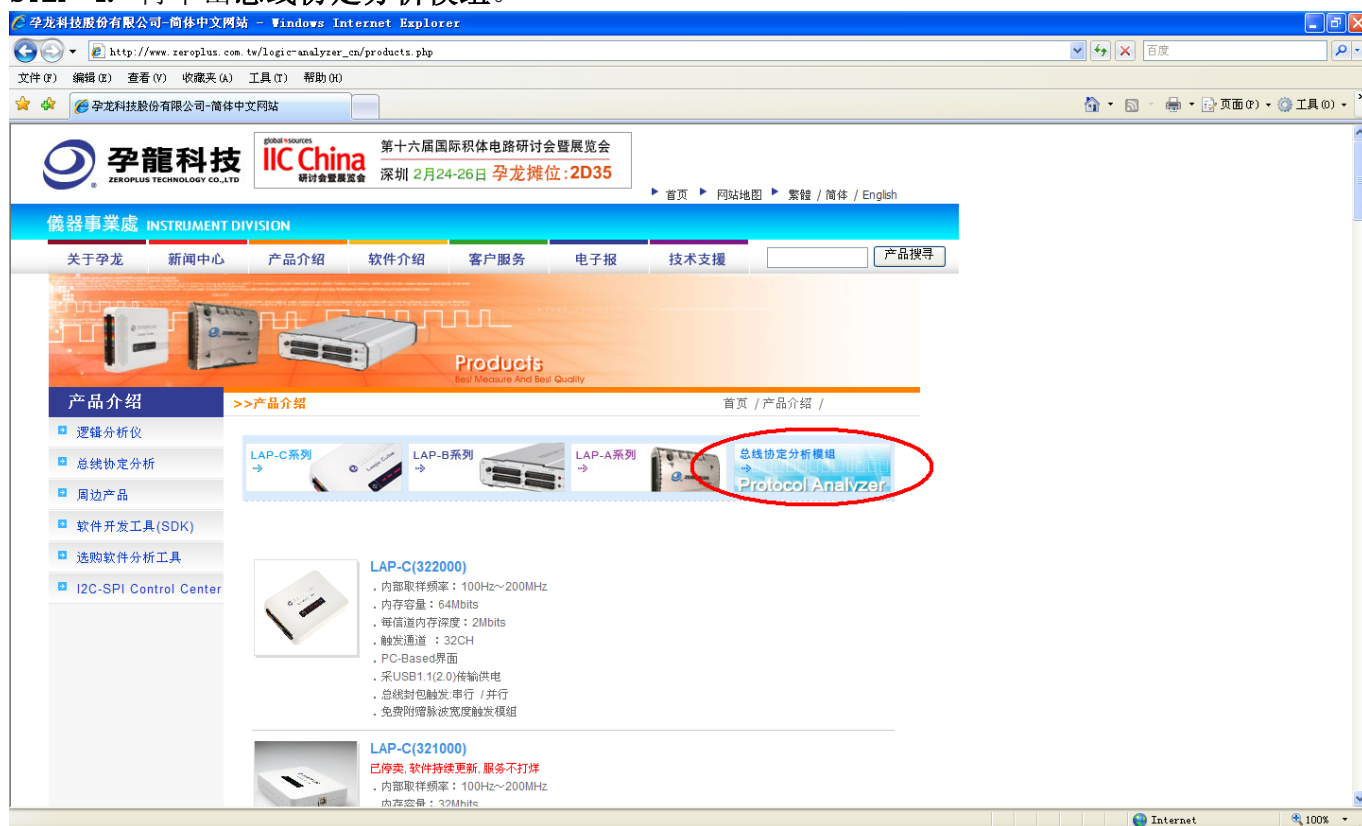 孕龙科技股份有限公司-简体中文网站 - Windows Internet Explorer
http://www.zeroplus.com.tw/logic-analyzer_cn/products.php
百度
文件(F) 编辑(E) 查看(V) 收藏夹(A) 工具(T) 帮助(H)
孕龙科技股份有限公司-简体中文网站
页面(P) 工具(O)
孕龍科技
ZEROPLUS TECHNOLOGY CO.,LTD
global sources
IIC China
研讨会暨展览会
第十六届国际积体电路研讨会暨展览会
深圳 2月24-26日 孕龙摊位:2D35
首页 网站地图 繁體 / 简体 / English
儀器事業處 INSTRUMENT DIVISION
关于孕龙 新闻中心 产品介绍 软件介绍 客户服务 电子报 技术支援 产品搜寻
Products
Best Measure And Best Quality
产品介绍
>>产品介绍
首页 / 产品介绍 /
逻辑分析仪
总线协定分析
周边产品
软件开发工具(SDK)
选购软件分析工具
I2C-SPI Control Center
LAP-C系列
LAP-B系列
LAP-A系列
总线协定分析模组
Protocol Analyzer
LAP-C(322000)
．内部取样频率：100Hz～200MHz
．内存容量：64Mbits
．每信道内存深度：2Mbits
．触发通道 ：32CH
．PC-Based界面
．采USB1.1(2.0)传输供电
．总线封包触发:串行 /并行
．免费附赠脉波宽度触发模组
LAP-C(321000)
已停卖, 软件持续更新, 服务不打烊
．内部取样频率：100Hz～200MHz
内存容量：32Mbits
Internet 100%